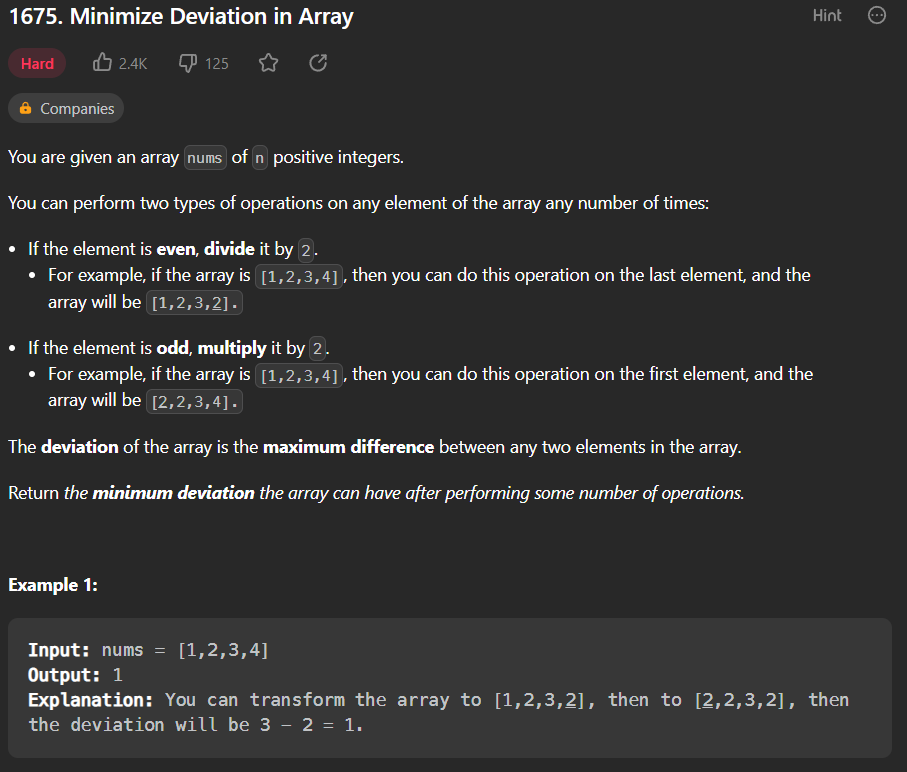 1675. Minimize Deviation in Array
Hint
Hard
2.4K
125
Companies
You are given an array nums of n positive integers.
You can perform two types of operations on any element of the array any number of times:
• If the element is even, divide it by 2.
• For example, if the array is [1,2,3,4], then you can do this operation on the last element, and the
array will be [1,2,3,2].
• If the element is odd, multiply it by 2.
• For example, if the array is [1,2,3,4], then you can do this operation on the first element, and the
array will be [2,2,3,4].
The deviation of the array is the maximum difference between any two elements in the array.
Return the minimum deviation the array can have after performing some number of operations.
Example 1:
Input: nums = [1,2,3,4]
Output: 1
Explanation: You can transform the array to [1,2,3,2], then to [2,2,3,2], then
the deviation will be 3 - 2 = 1.